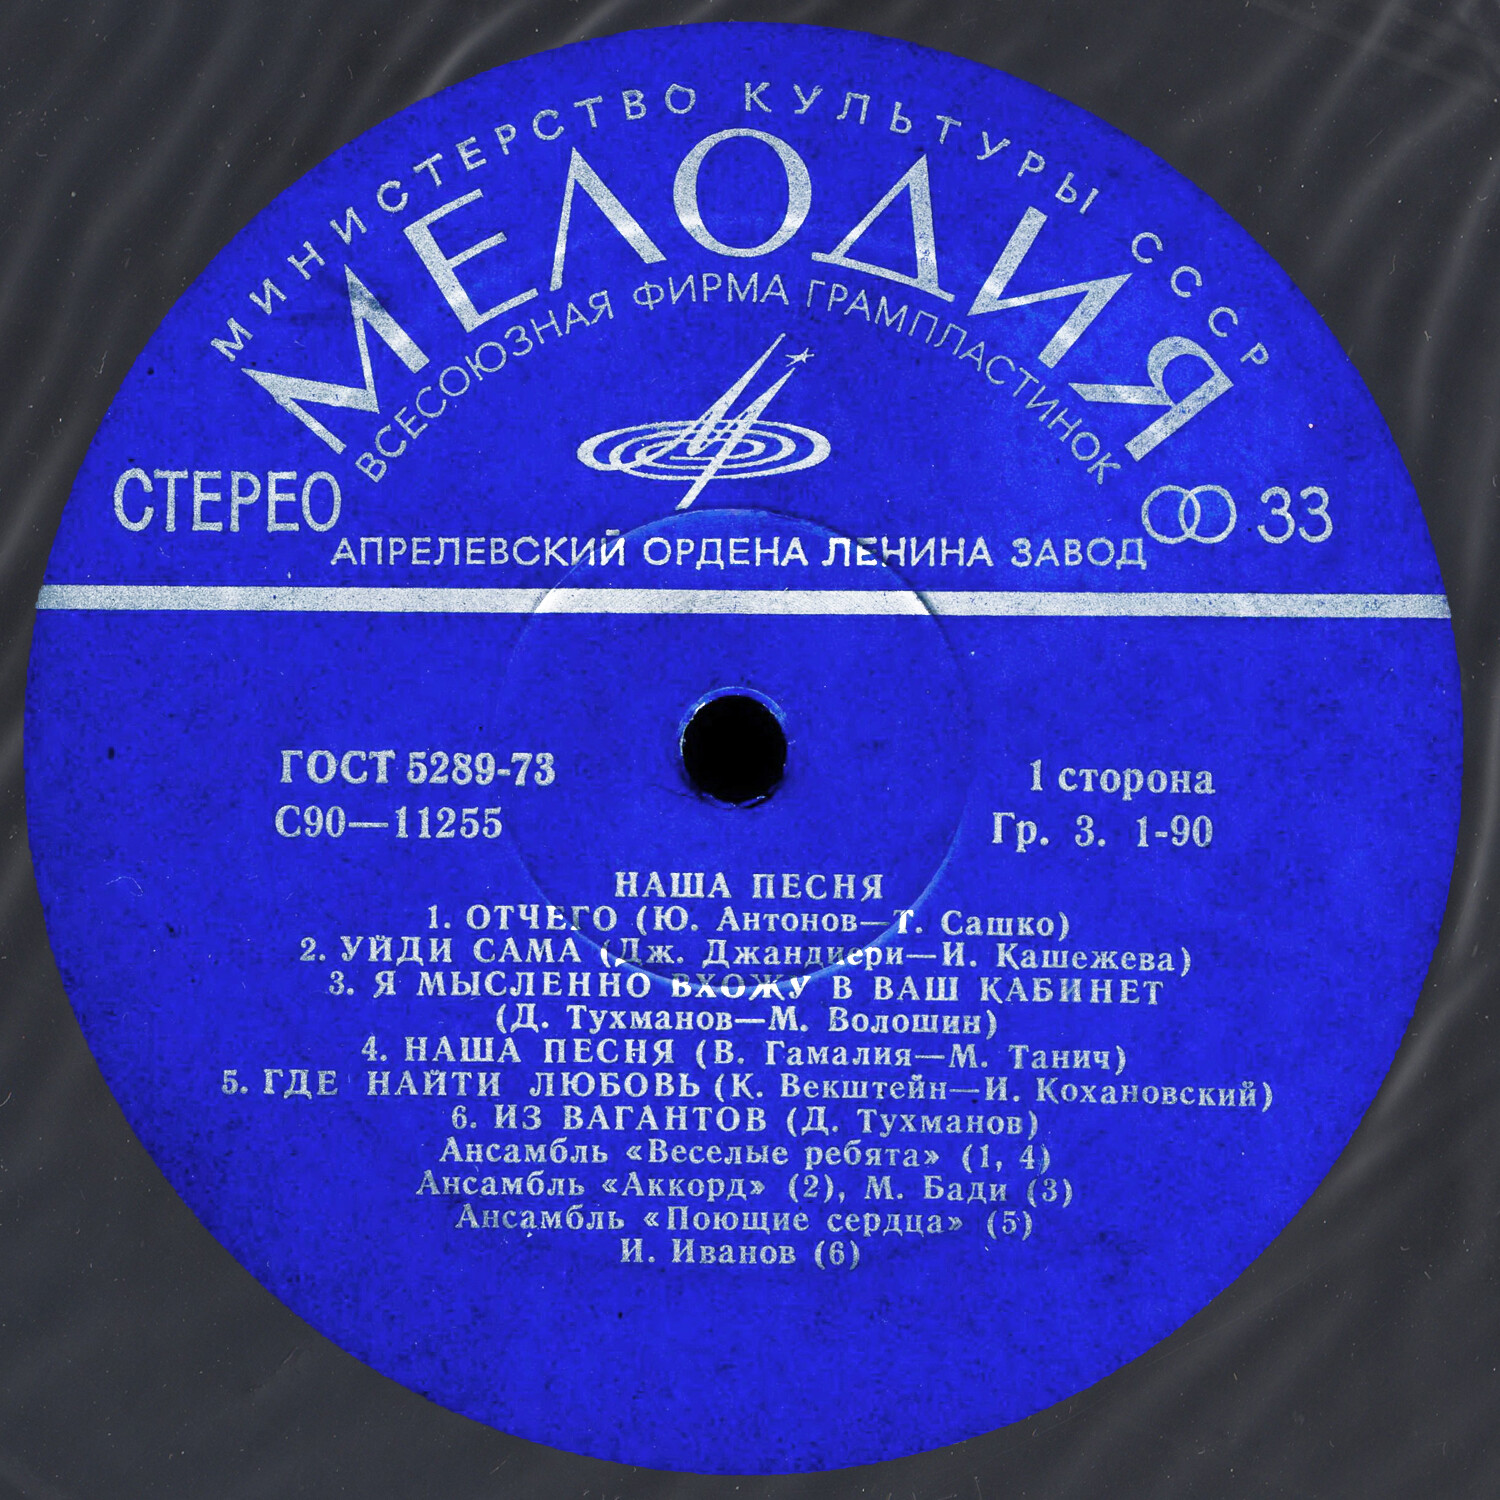 МИНИСТЕРСТВО КУЛЬТУРЫ СССР
МЕЛОДИЯ
ВСЕСОЮЗНАЯ ФИРМА ГРАМПЛАСТИНОК
СТЕРЕО
33
АПРЕЛЕВСКИЙ ОРДЕНА ЛЕНИНА ЗАВОД
ГОСТ 5289-73
С90—11255
1 сторона
Гр. 3. 1-90
НАША ПЕСНЯ
1. ОТЧЕГО (Ю. Антонов—Т. Сашко)
2. УЙДИ САМА (Дж. Джандиери—И. Кашежева)
3. Я МЫСЛЕННО ВХОЖУ В ВАШ КАБИНЕТ
(Д. Тухманов—М. Волошин)
4. НАША ПЕСНЯ (В. Гамалия—М. Танич)
5. ГДЕ НАЙТИ ЛЮБОВЬ (К. Векштейн—И. Кохановский)
6. ИЗ ВАГАНТОВ (Д. Тухманов)
Ансамбль «Веселые ребята» (1, 4)
Ансамбль «Аккорд» (2), М. Бади (3)
Ансамбль «Поющие сердца» (5)
И. Иванов (6)